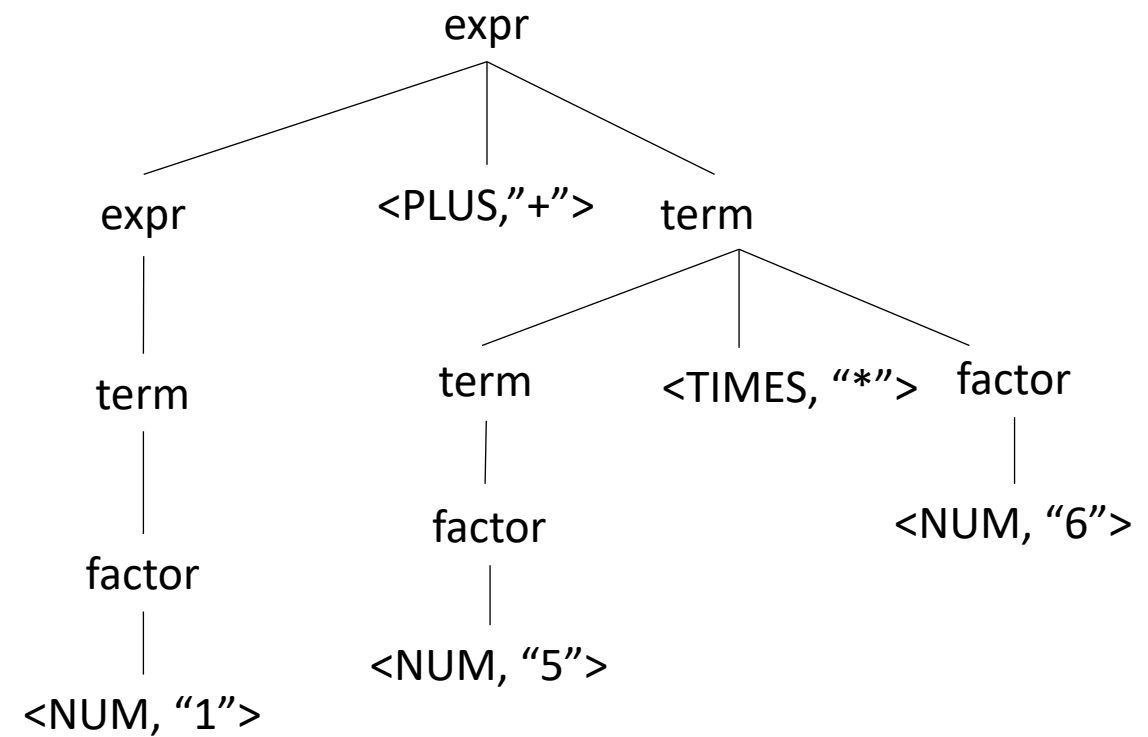 expr
expr
<PLUS,”+”>
term
term
term
<TIMES, “*”>
factor
factor
factor
<NUM, “6”>
<NUM, “5”>
<NUM, “1”>